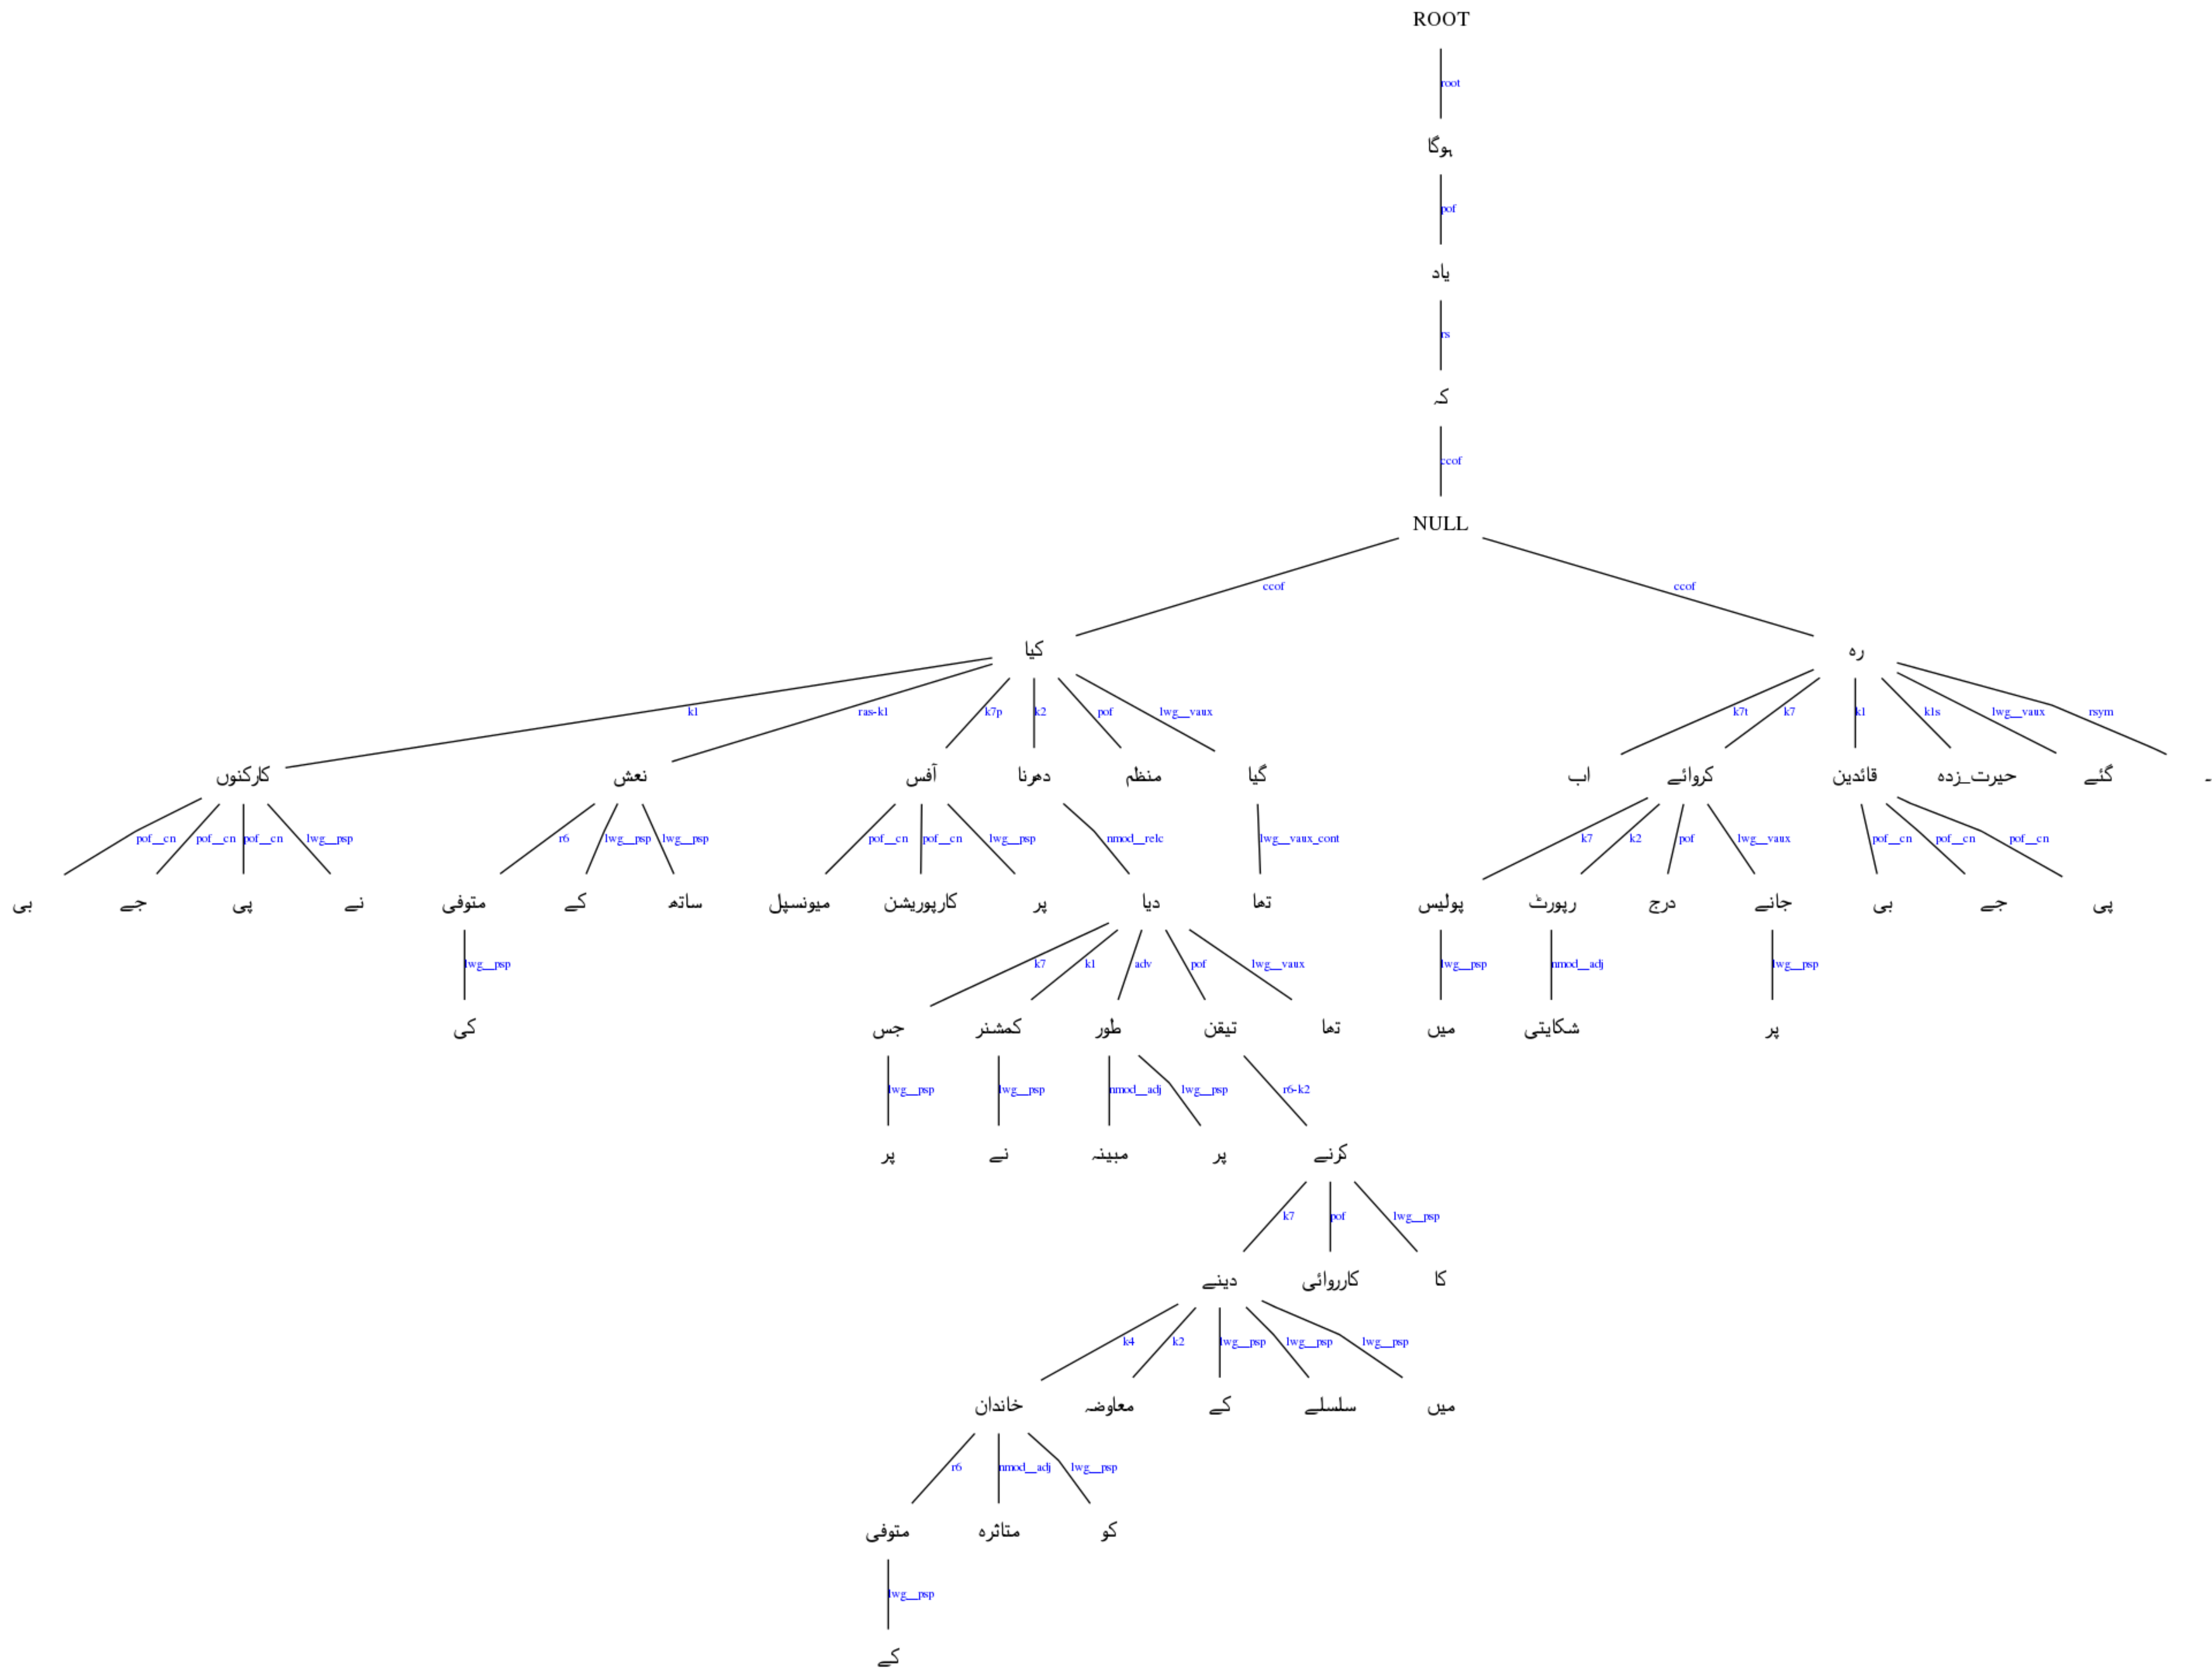 ROOT
root
ہوگا
pof
یاد
rs
کہ
ccof
NULL
ccof ccof
کیا رہ
k1 ras-k1 k7p k2 pof lwg__vaux k7t k7 k1 k1s lwg__vaux rsym
کارکنوں نعش آفس دھرنا منظم گیا اب کروائے قائدین حیرت_زدہ گئے ۔
pof__cn pof__cn pof__cn lwg__psp r6 lwg__psp lwg__psp pof__cn pof__cn lwg__psp nmod__relc lwg__vaux_cont k7 k2 pof lwg__vaux pof__cn pof__cn pof__cn
بی جے پی نے متوفی کے ساتھ میونسپل کارپوریشن پر دیا تھا پولیس رپورٹ درج جانے بی جے پی
lwg__psp k7 k1 adv pof lwg__vaux lwg__psp nmod__adj lwg__psp
کی جس کمشنر طور تیقن تھا میں شکایتی پر
lwg__psp lwg__psp nmod__adj lwg__psp r6-k2
پر نے مبینہ پر کرنے
k7 pof lwg__psp
دینے کارروائی کا
k4 k2 lwg__psp lwg__psp lwg__psp
خاندان معاوضہ کے سلسلے میں
r6 nmod__adj lwg__psp
متوفی متاثرہ کو
lwg__psp
کے